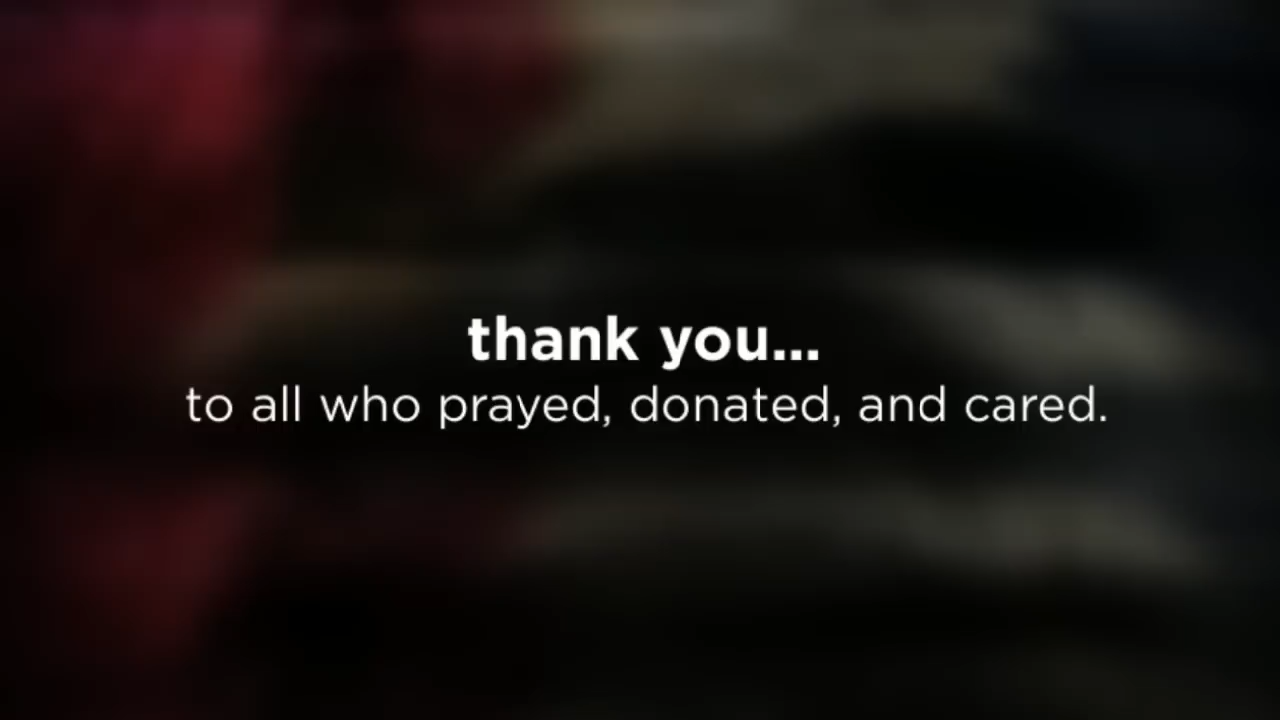 thank you...
to all who prayed, donated, and cared.